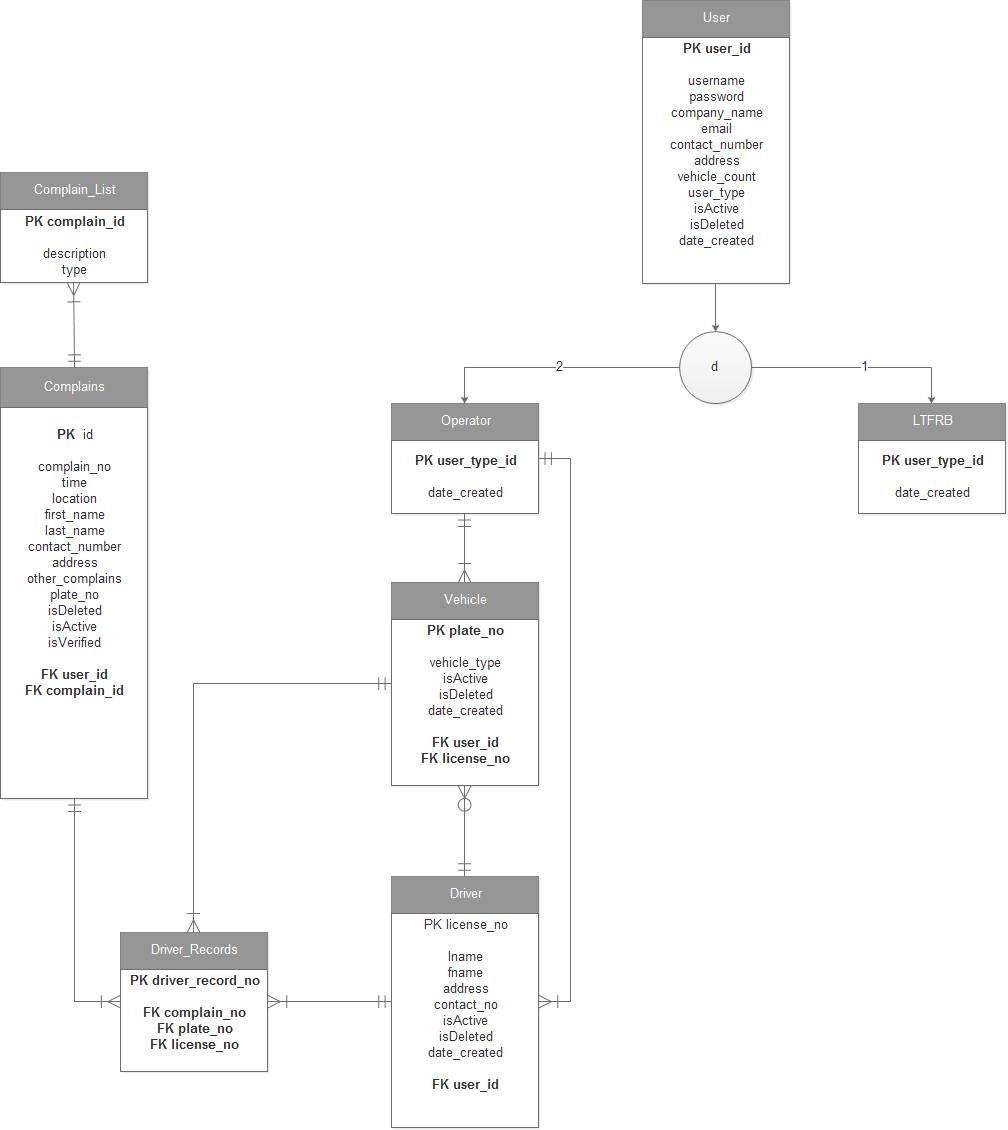 User
PK user_id
username
password
company_name
email
contact_number
address
vehicle_count
user_type
isActive
isDeleted
date_created
Complain_List
PK complain_id
description
type
d
2
1
Complains
PK id
complain_no
time
location
first_name
last_name
contact_number
address
other_complains
plate_no
isDeleted
isActive
isVerified
FK user_id
FK complain_id
Operator
PK user_type_id
date_created
LTFRB
PK user_type_id
date_created
Vehicle
PK plate_no
vehicle_type
isActive
isDeleted
date_created
FK user_id
FK license_no
Driver_Records
PK driver_record_no
FK complain_no
FK plate_no
FK license_no
Driver
PK license_no
lname
fname
address
contact_no
isActive
isDeleted
date_created
FK user_id